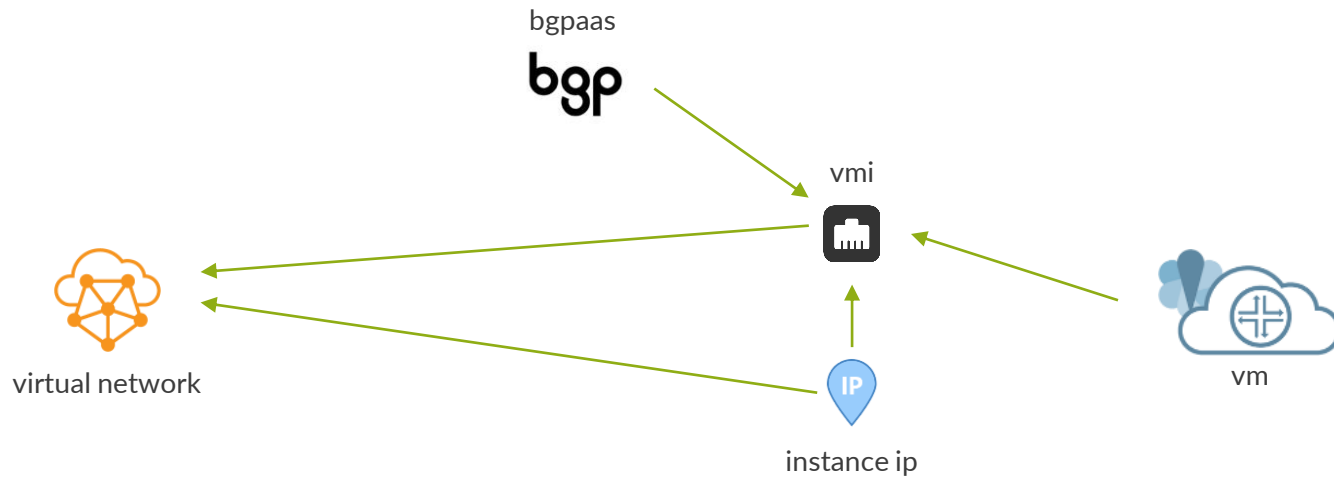 bgpaas
bgp
vmi
virtual network
IP
vm
instance ip